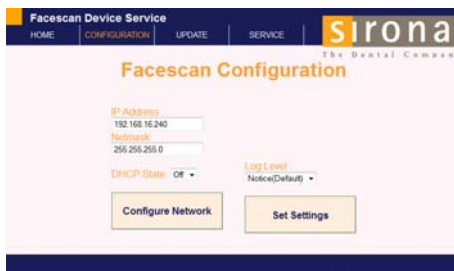 Facescan Device Service
HOME CONFIGURATION UPDATE SERVICE
sirona
The Dental Compan
Facescan Configuration
IP Address
192.168.16.240
Netmask
255.255.255.0
DHCP State Off
Log Level
Notice(Default)
Configure Network
Set Settings